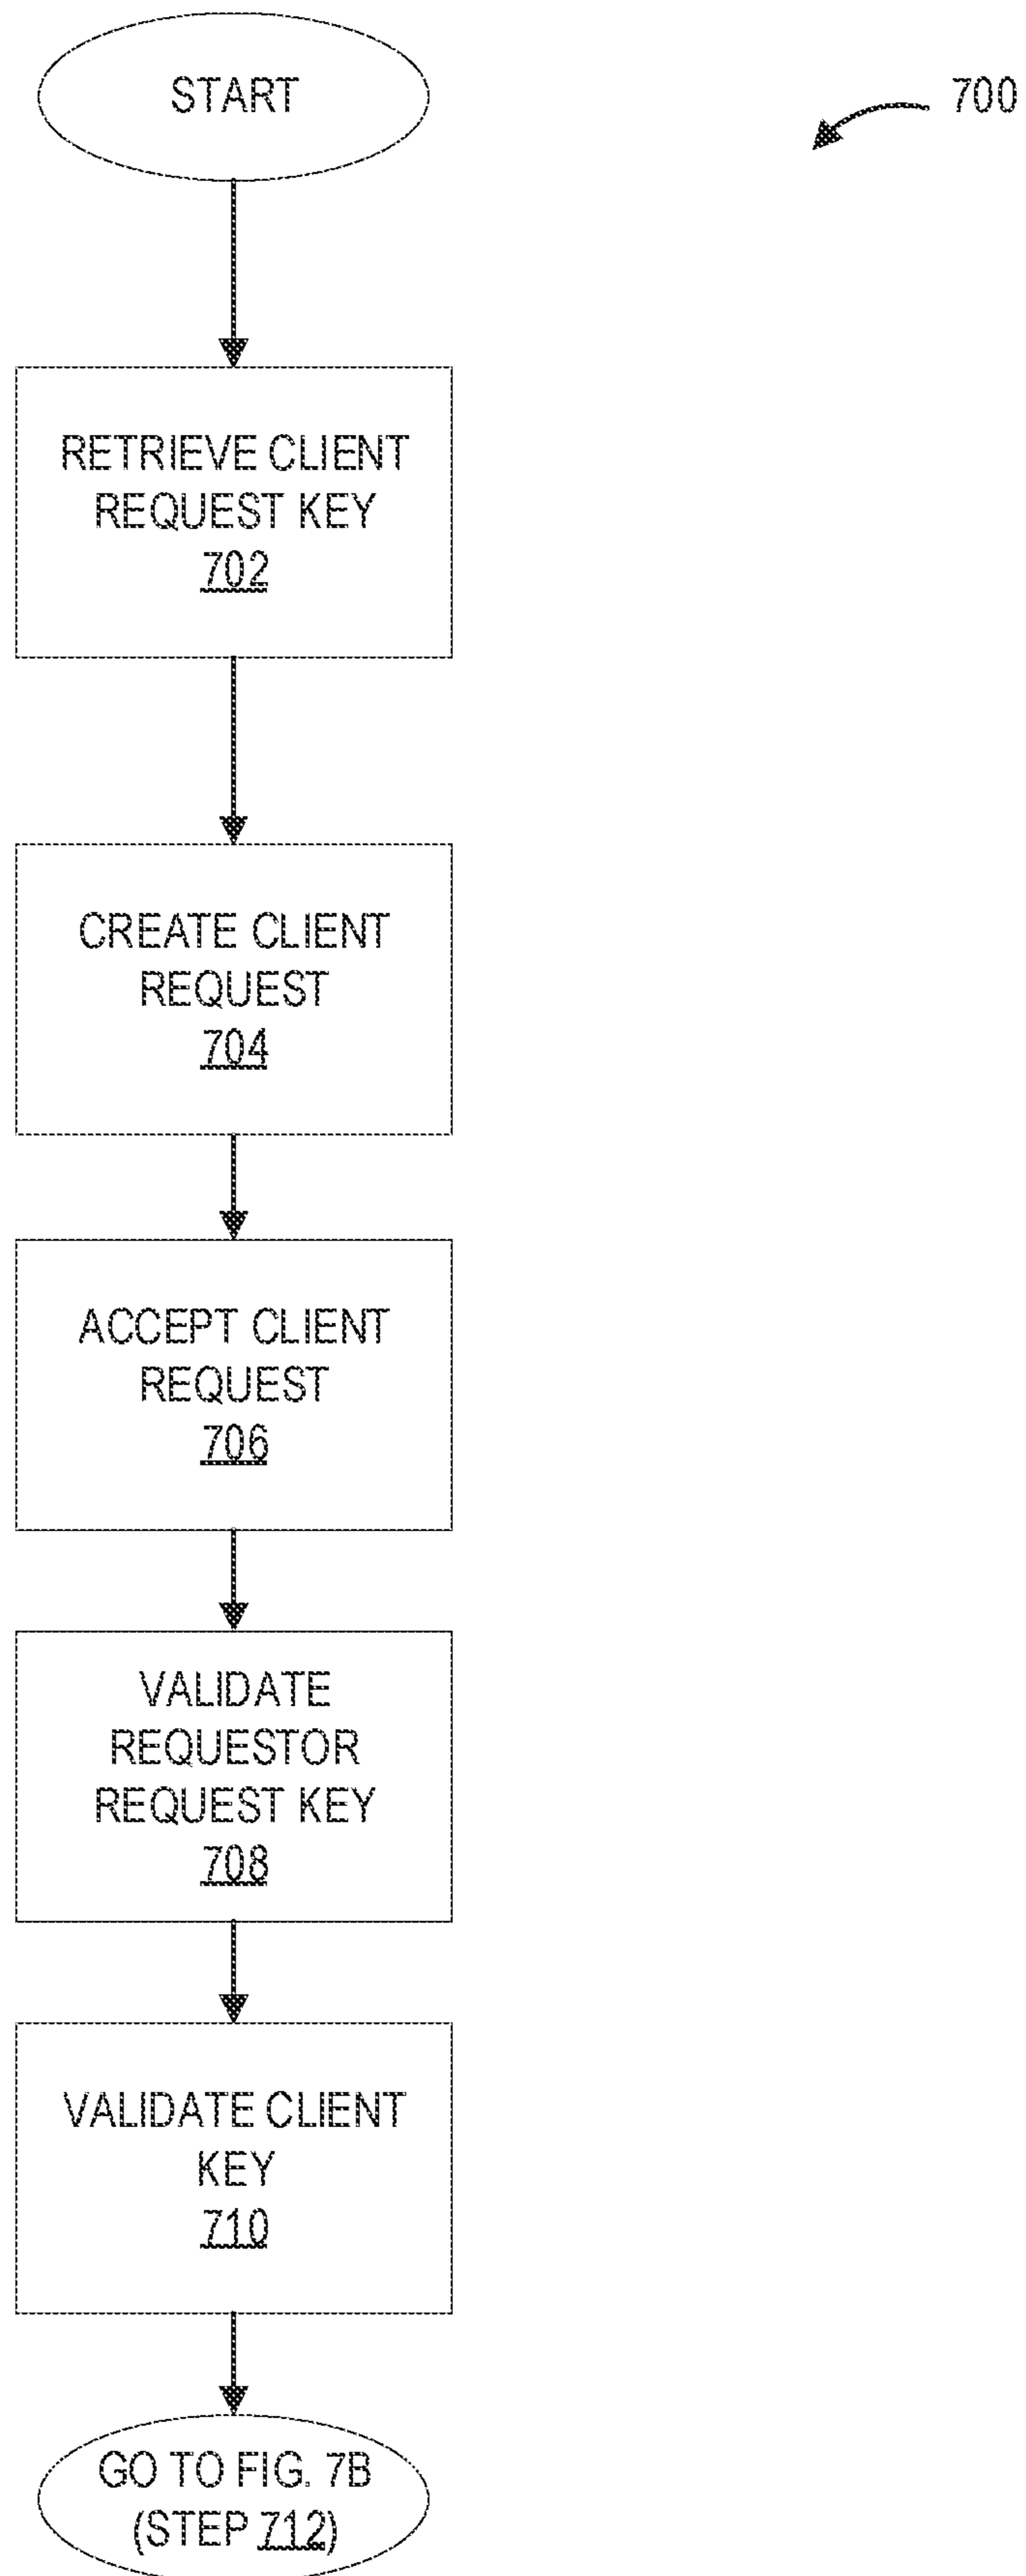 START
700
RETRIEVE CLIENT
REQUEST KEY
702
CREATE CLIENT
REQUEST
704
ACCEPT CLIENT
REQUEST
706
VALIDATE
REQUESTOR
REQUEST KEY
708
VALIDATE CLIENT
KEY
710
GO TO FIG. 7B
(STEP 712)